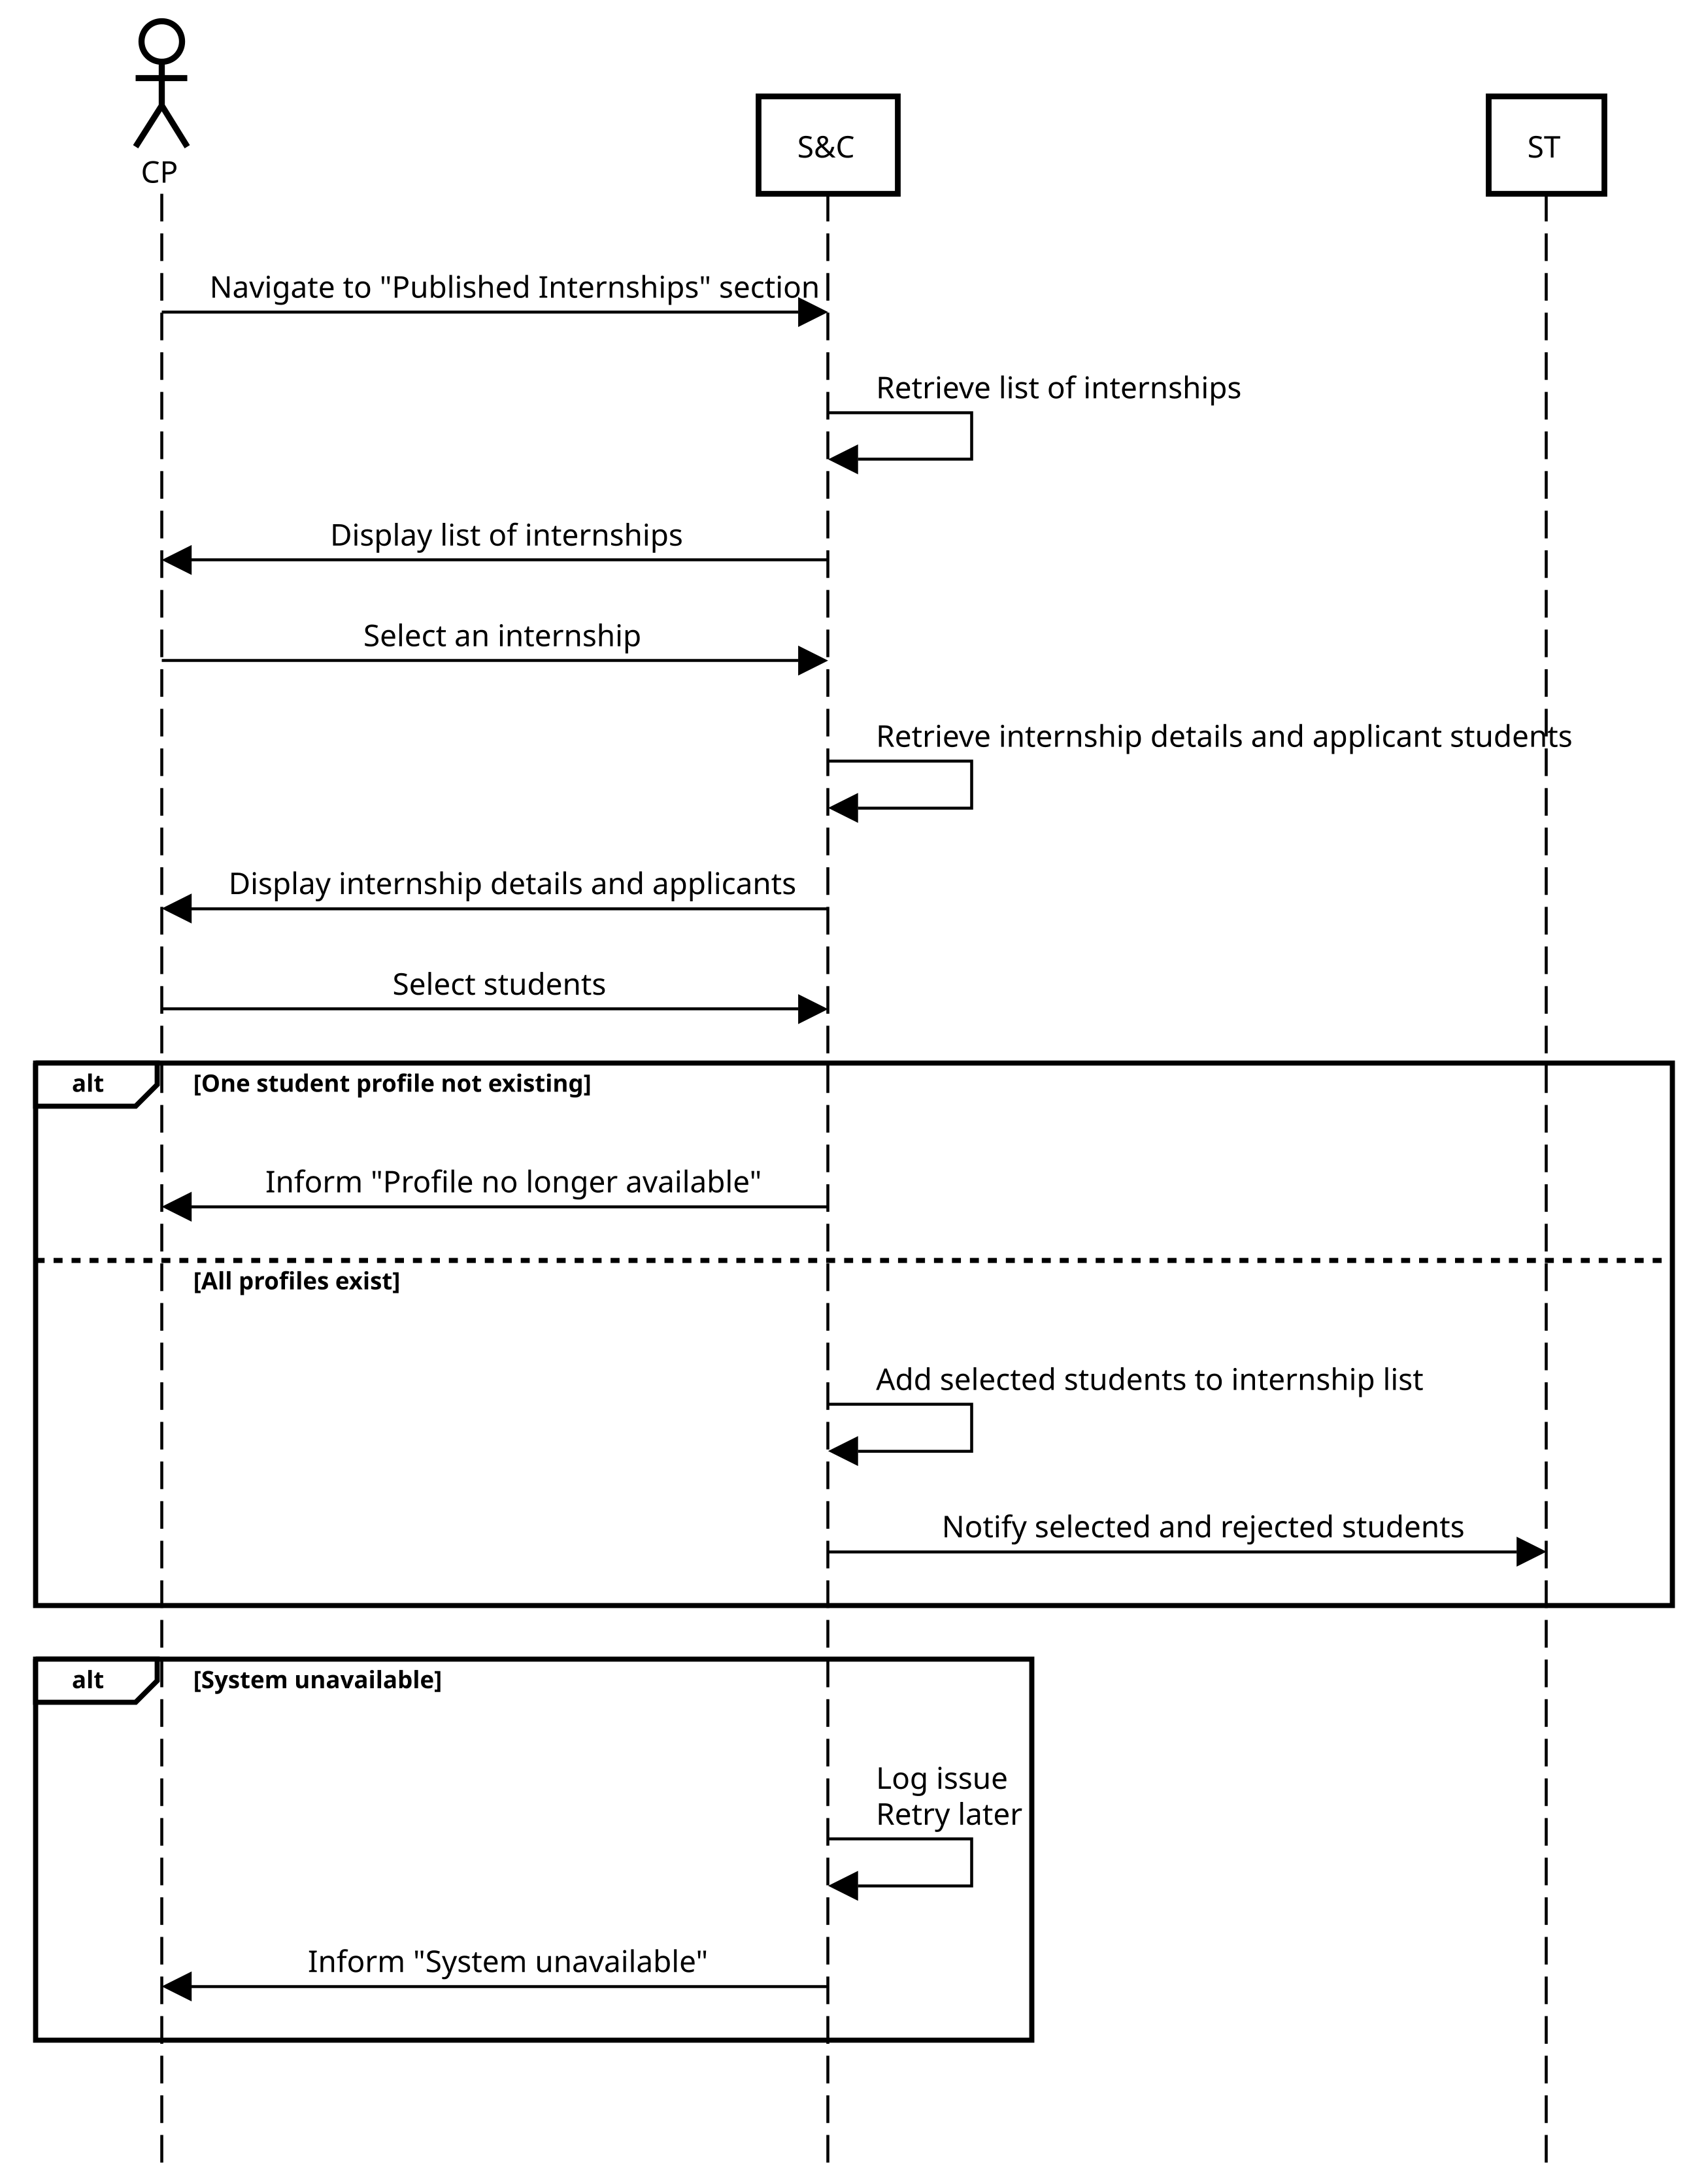 CP
S&C
ST
Navigate to "Published Internships" section
Retrieve list of internships
Display list of internships
Select an internship
Retrieve internship details and applicant students
Display internship details and applicants
Select students
alt
[One student profile not existing]
Inform "Profile no longer available"
[All profiles exist]
Add selected students to internship list
Notify selected and rejected students
alt
[System unavailable]
Log issue
Retry later
Inform "System unavailable"